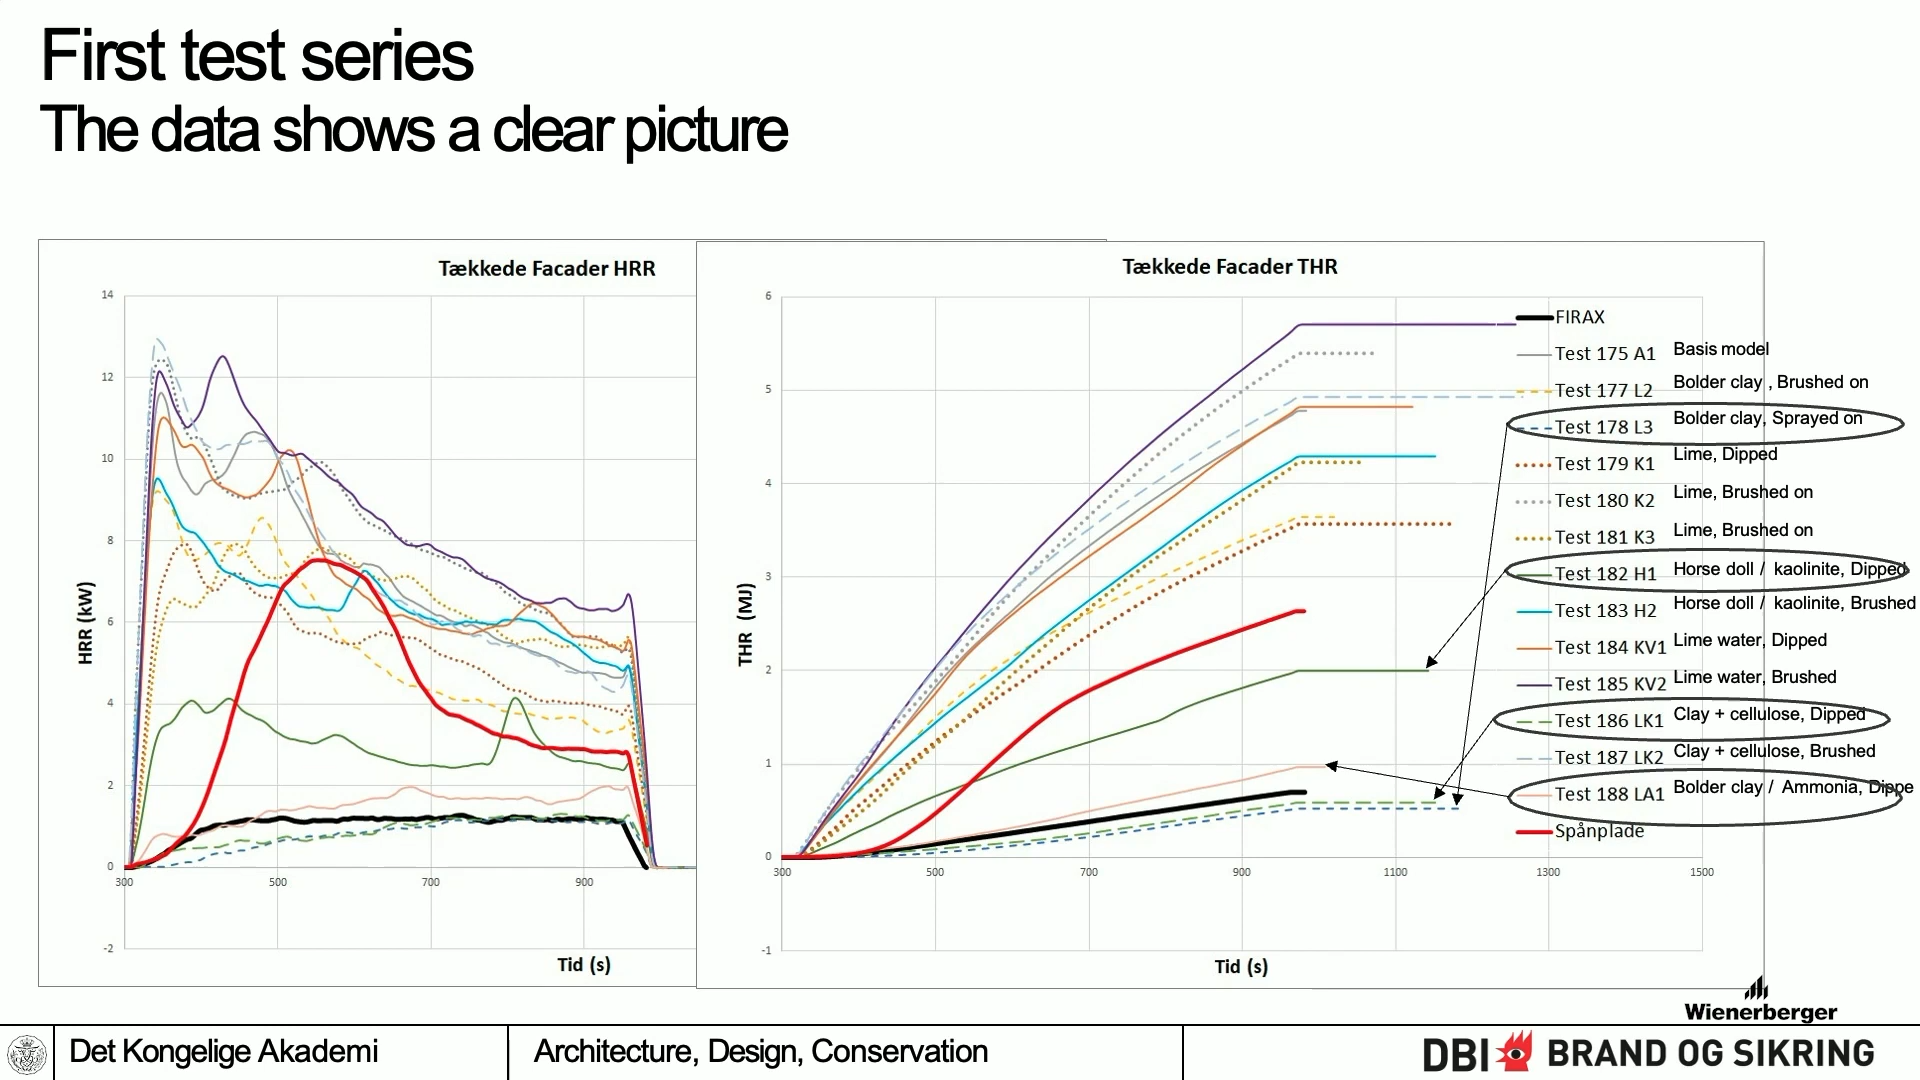 First test series
The data shows a clear picture
Tækkede Facader HRR
14
12
10
8
6
4
2
0
-2
HRR (kW)
300
500
700
900
Tid (s)
Tækkede Facader THR
6
5
4
3
2
1
0
-1
THR (MJ)
300
500
700
900
1100
1300
1500
Tid (s)
FIRAX
Test 175 A1 Basis model
Test 177 L2 Bolder clay , Brushed on
Test 178 L3 Bolder clay, Sprayed on
Test 179 K1 Lime, Dipped
Test 180 K2 Lime, Brushed on
Test 181 K3 Lime, Brushed on
Test 182 H1 Horse doll / kaolinite, Dipped
Test 183 H2 Horse doll / kaolinite, Brushed
Test 184 KV1 Lime water, Dipped
Test 185 KV2 Lime water, Brushed
Test 186 LK1 Clay + cellulose, Dipped
Test 187 LK2 Clay + cellulose, Brushed
Test 188 LA1 Bolder clay / Ammonia, Dippe
Spånplade
Wienerberger
Det Kongelige Akademi
Architecture, Design, Conservation
DBI BRAND OG SIKRING